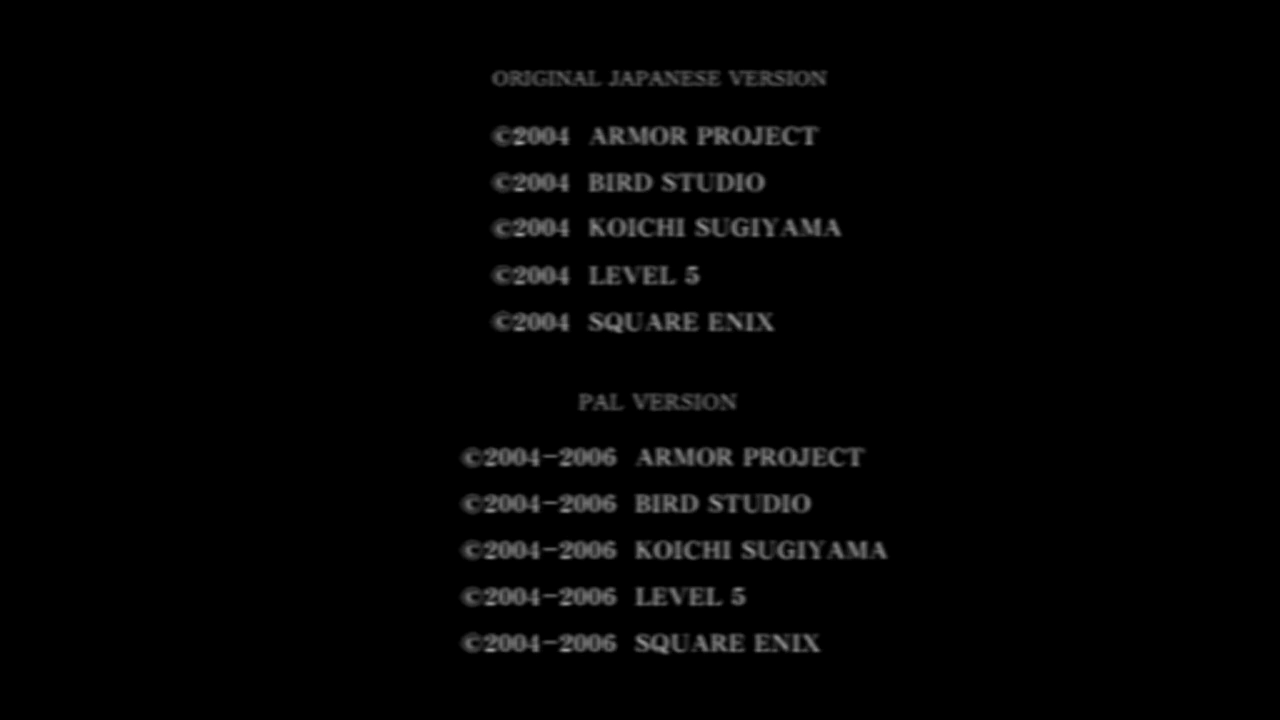 ORIGINAL JAPANESE VERSION
©2004 ARMOR PROJECT
©2004 BIRD STUDIO
©2004 KOICHI SUGIYAMA
©2004 LEVEL 5
©2004 SQUARE ENIX
PAL VERSION
©2004-2006 ARMOR PROJECT
©2004-2006 BIRD STUDIO
©2004-2006 KOICHI SUGIYAMA
©2004-2006 LEVEL 5
©2004-2006 SQUARE ENIX